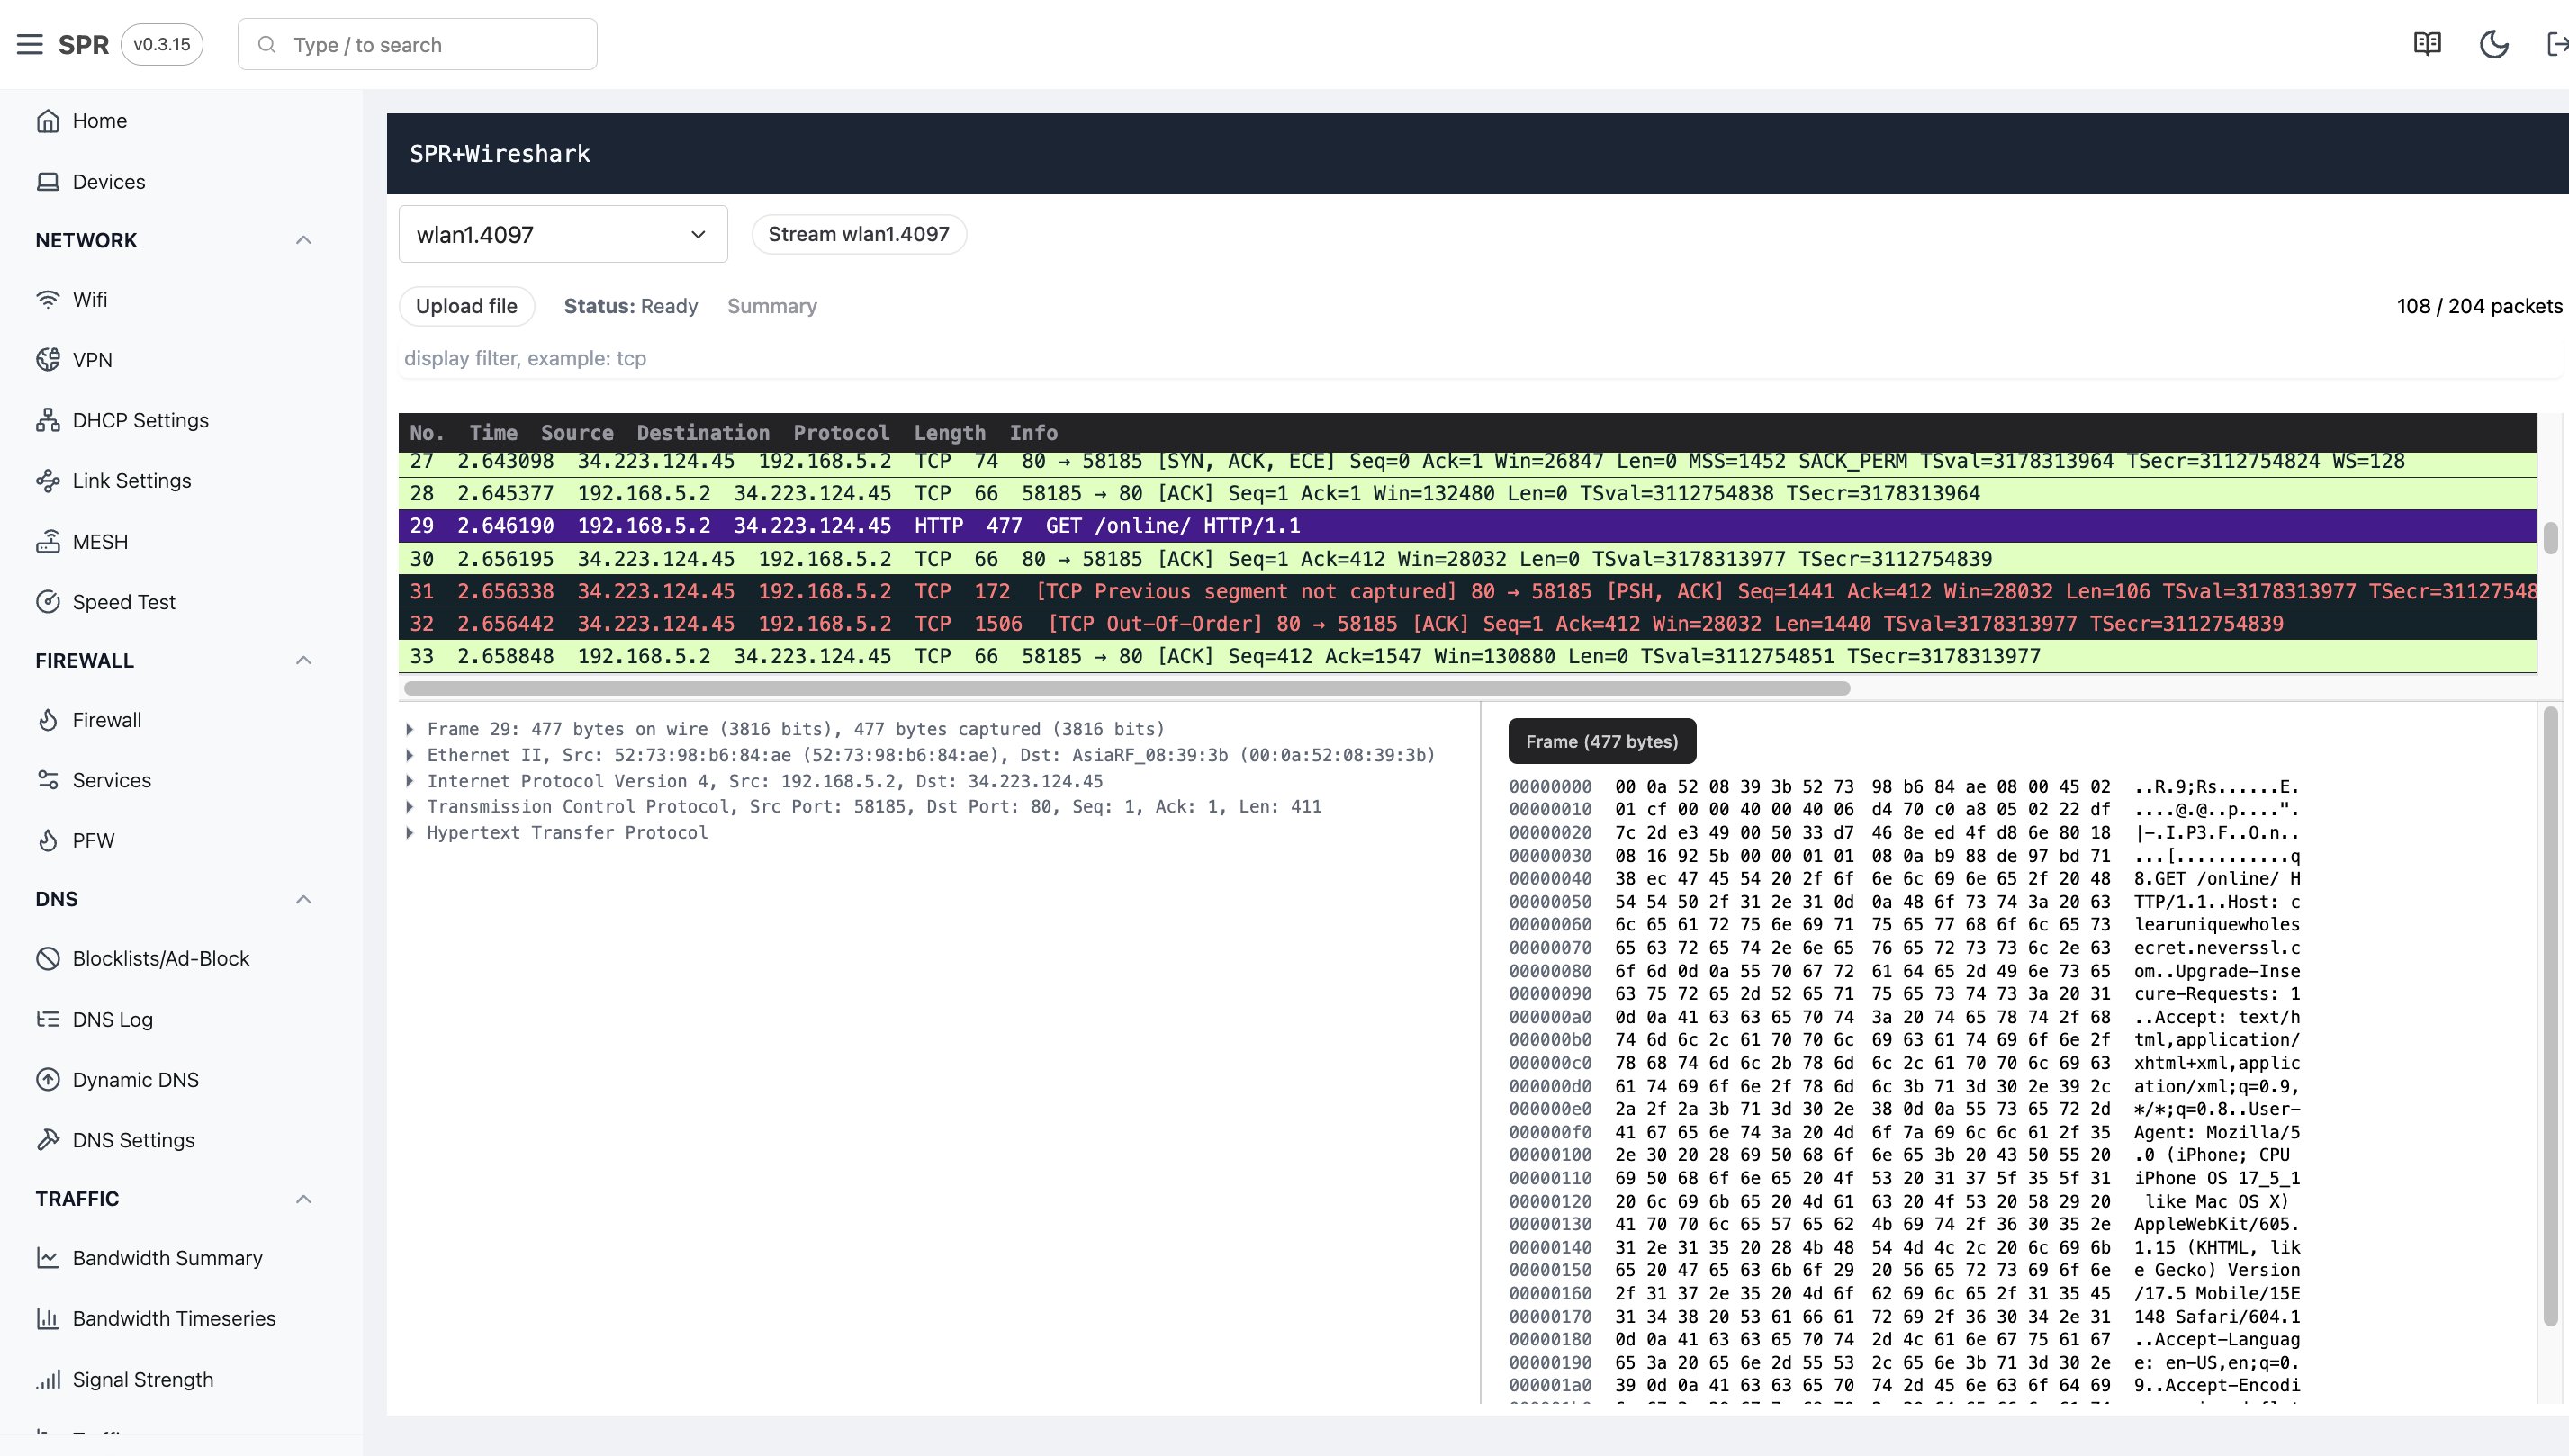 SPR v0.3.15 Type / to search
Home
Devices
NETWORK
Wifi
VPN
DHCP Settings
Link Settings
MESH
Speed Test
FIREWALL
Firewall
Services
PFW
DNS
Blocklists/Ad-Block
DNS Log
Dynamic DNS
DNS Settings
TRAFFIC
Bandwidth Summary
Bandwidth Timeseries
Signal Strength
SPR+Wireshark
wlan1.4097 Stream wlan1.4097
Upload file Status: Ready Summary 108 / 204 packets
display filter, example: tcp
No. Time Source Destination Protocol Length Info
27 2.643098 34.223.124.45 192.168.5.2 TCP 74 80 → 58185 [SYN, ACK, ECE] Seq=0 Ack=1 Win=26847 Len=0 MSS=1452 SACK_PERM TSval=3178313964 TSecr=3112754824 WS=128
28 2.645377 192.168.5.2 34.223.124.45 TCP 66 58185 → 80 [ACK] Seq=1 Ack=1 Win=132480 Len=0 TSval=3112754838 TSecr=3178313964
29 2.646190 192.168.5.2 34.223.124.45 HTTP 477 GET /online/ HTTP/1.1
30 2.656195 34.223.124.45 192.168.5.2 TCP 66 80 → 58185 [ACK] Seq=1 Ack=412 Win=28032 Len=0 TSval=3178313977 TSecr=3112754839
31 2.656338 34.223.124.45 192.168.5.2 TCP 172 [TCP Previous segment not captured] 80 → 58185 [PSH, ACK] Seq=1441 Ack=412 Win=28032 Len=106 TSval=3178313977 TSecr=31127548
32 2.656442 34.223.124.45 192.168.5.2 TCP 1506 [TCP Out-Of-Order] 80 → 58185 [ACK] Seq=1 Ack=412 Win=28032 Len=1440 TSval=3178313977 TSecr=3112754839
33 2.658848 192.168.5.2 34.223.124.45 TCP 66 58185 → 80 [ACK] Seq=412 Ack=1547 Win=130880 Len=0 TSval=3112754851 TSecr=3178313977
Frame 29: 477 bytes on wire (3816 bits), 477 bytes captured (3816 bits)
Ethernet II, Src: 52:73:98:b6:84:ae (52:73:98:b6:84:ae), Dst: AsiaRF_08:39:3b (00:0a:52:08:39:3b)
Internet Protocol Version 4, Src: 192.168.5.2, Dst: 34.223.124.45
Transmission Control Protocol, Src Port: 58185, Dst Port: 80, Seq: 1, Ack: 1, Len: 411
Hypertext Transfer Protocol
Frame (477 bytes)
00000000 00 0a 52 08 39 3b 52 73 98 b6 84 ae 08 00 45 02 ..R.9;Rs......E.
00000010 01 cf 00 00 40 00 40 06 d4 70 c0 a8 05 02 22 df ....@.@..p....".
00000020 7c 2d e3 49 00 50 33 d7 46 8e ed 4f d8 6e 80 18 |-.I.P3.F..O.n..
00000030 08 16 92 5b 00 00 01 01 08 0a b9 88 de 97 bd 71 ...[...........q
00000040 38 ec 47 45 54 20 2f 6f 6e 6c 69 6e 65 2f 20 48 8.GET /online/ H
00000050 54 54 50 2f 31 2e 31 0d 0a 48 6f 73 74 3a 20 63 TTP/1.1..Host: c
00000060 6c 65 61 72 75 6e 69 71 75 65 77 68 6f 6c 65 73 learuniquewholes
00000070 65 63 72 65 74 2e 6e 65 76 65 72 73 73 6c 2e 63 ecret.neverssl.c
00000080 6f 6d 0d 0a 55 70 67 72 61 64 65 2d 49 6e 73 65 om..Upgrade-Inse
00000090 63 75 72 65 2d 52 65 71 75 65 73 74 73 3a 20 31 cure-Requests: 1
000000a0 0d 0a 41 63 63 65 70 74 3a 20 74 65 78 74 2f 68 ..Accept: text/h
000000b0 74 6d 6c 2c 61 70 70 6c 69 63 61 74 69 6f 6e 2f tml,application/
000000c0 78 68 74 6d 6c 2b 78 6d 6c 2c 61 70 70 6c 69 63 xhtml+xml,applic
000000d0 61 74 69 6f 6e 2f 78 6d 6c 3b 71 3d 30 2e 39 2c ation/xml;q=0.9,
000000e0 2a 2f 2a 3b 71 3d 30 2e 38 0d 0a 55 73 65 72 2d */*;q=0.8..User-
000000f0 41 67 65 6e 74 3a 20 4d 6f 7a 69 6c 6c 61 2f 35 Agent: Mozilla/5
00000100 2e 30 20 28 69 50 68 6f 6e 65 3b 20 43 50 55 20 .0 (iPhone; CPU
00000110 69 50 68 6f 6e 65 20 4f 53 20 31 37 5f 35 5f 31 iPhone OS 17_5_1
00000120 20 6c 69 6b 65 20 4d 61 63 20 4f 53 20 58 29 20 like Mac OS X)
00000130 41 70 70 6c 65 57 65 62 4b 69 74 2f 36 30 35 2e AppleWebKit/605.
00000140 31 2e 31 35 20 28 4b 48 54 4d 4c 2c 20 6c 69 6b 1.15 (KHTML, lik
00000150 65 20 47 65 63 6b 6f 29 20 56 65 72 73 69 6f 6e e Gecko) Version
00000160 2f 31 37 2e 35 20 4d 6f 62 69 6c 65 2f 31 35 45 /17.5 Mobile/15E
00000170 31 34 38 20 53 61 66 61 72 69 2f 36 30 34 2e 31 148 Safari/604.1
00000180 0d 0a 41 63 63 65 70 74 2d 4c 61 6e 67 75 61 67 ..Accept-Languag
00000190 65 3a 20 65 6e 2d 55 53 2c 65 6e 3b 71 3d 30 2e e: en-US,en;q=0.
000001a0 39 0d 0a 41 63 63 65 70 74 2d 45 6e 63 6f 64 69 9..Accept-Encodi